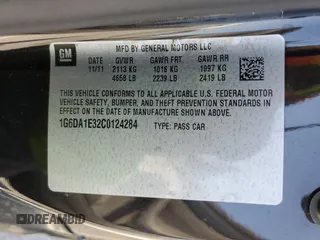 GM
MFD BY GENERAL MOTORS LLC
11/11 GVWR GAWR FRT GAWR RR
2113 KG 1016 KG 1097 KG
4658 LB 2239 LB 2419 LB
THIS VEHICLE CONFORMS TO ALL APPLICABLE U.S. FEDERAL MOTOR
VEHICLE SAFETY, BUMPER, AND THEFT PREVENTION STANDARDS
IN EFFECT ON THE DATE OF MANUFACTURE SHOWN ABOVE.
1G6DA1E32C0124284 TYPE: PASS CAR
DREAMBID